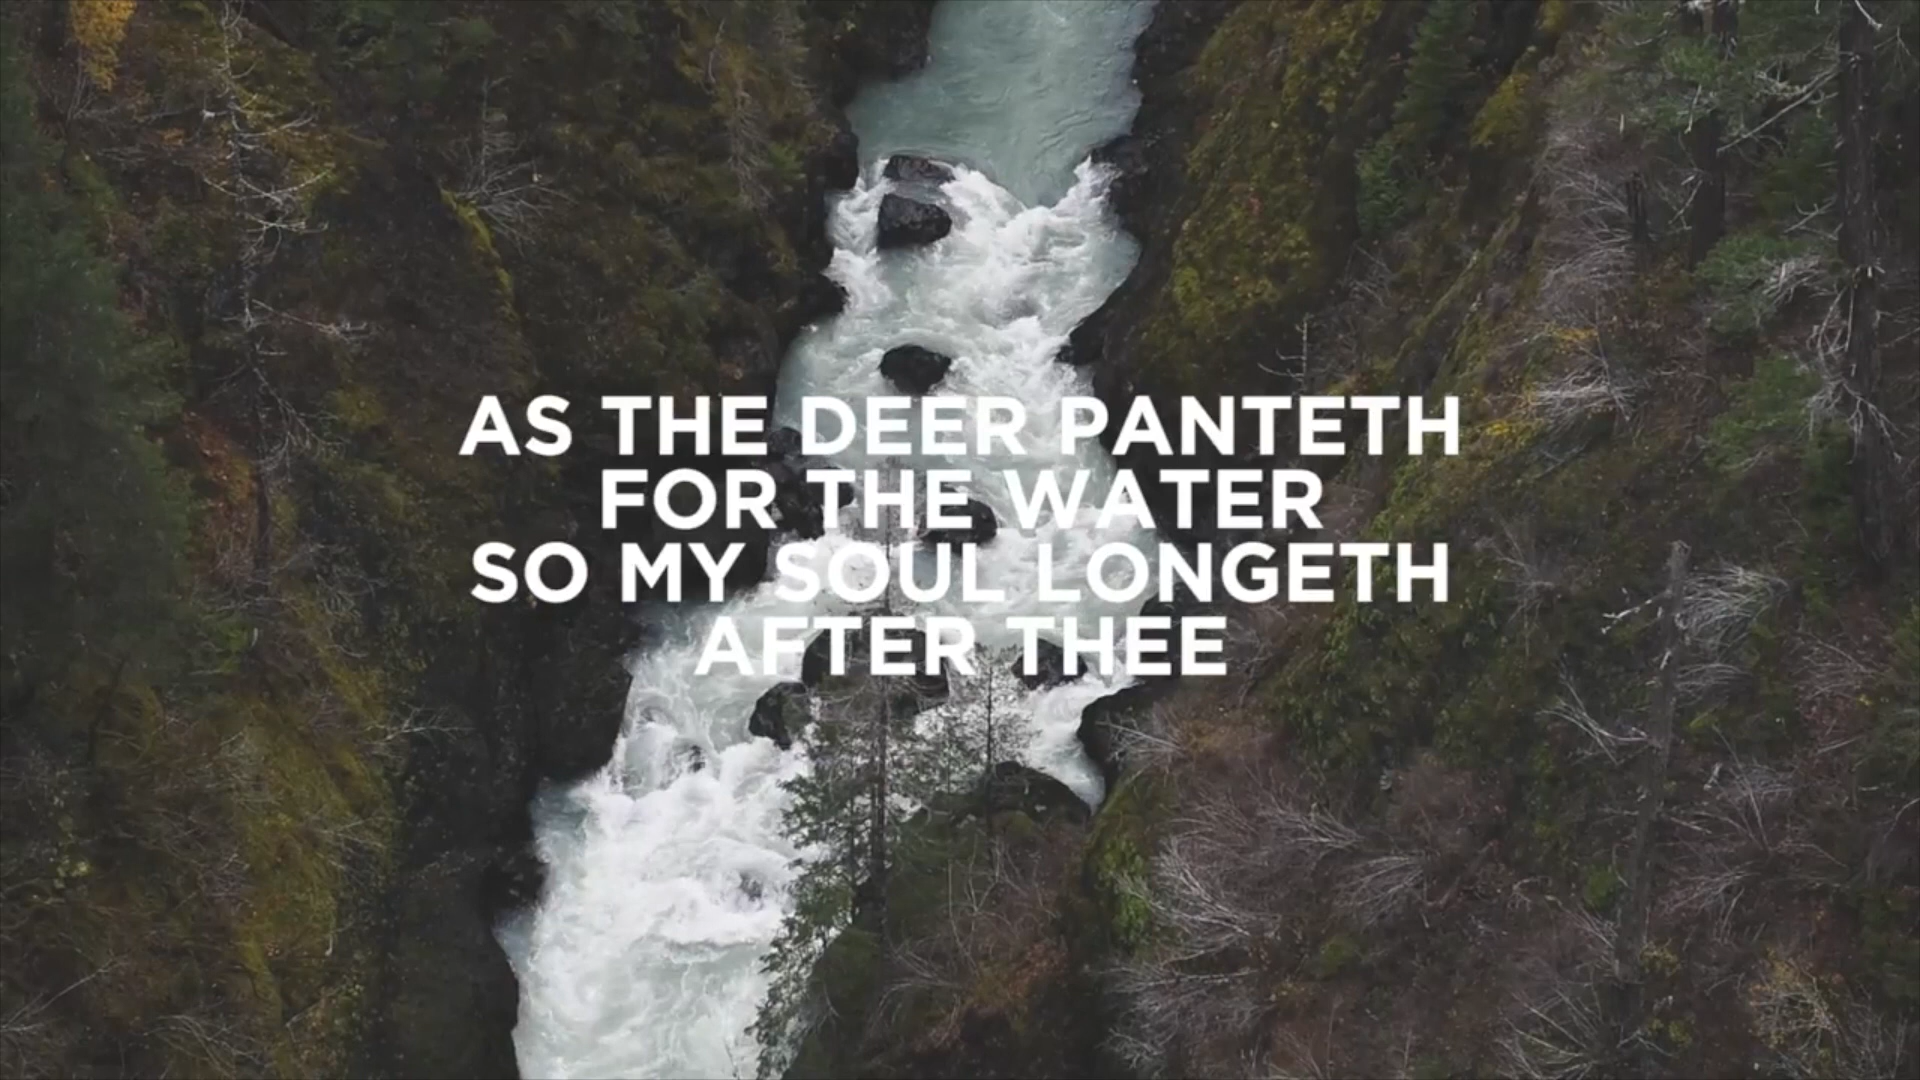 AS THE DEER PANTETH
FOR THE WATER
SO MY SOUL LONGETH
AFTER THEE